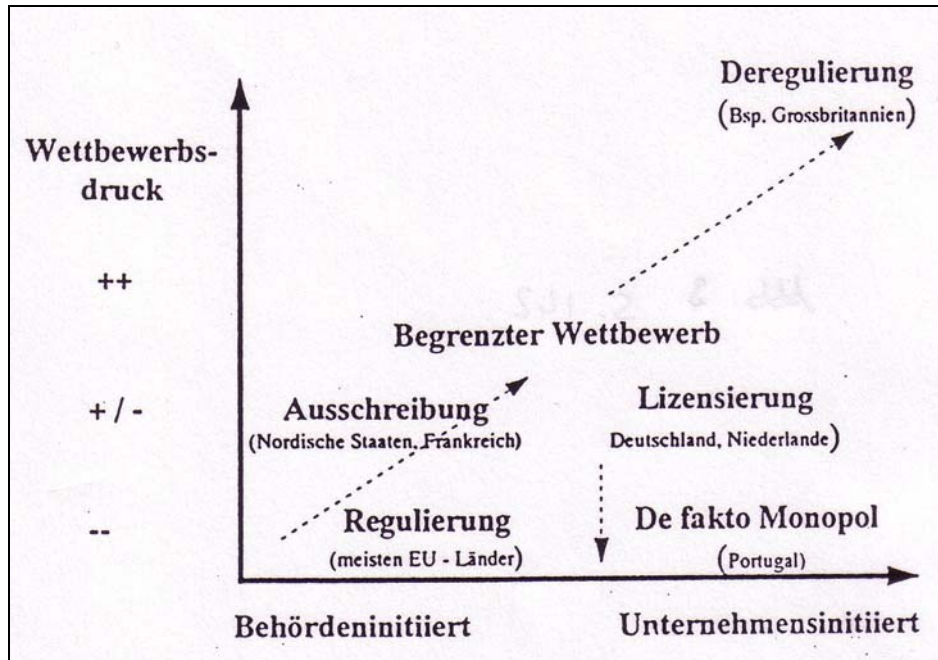 Deregulierung
(Bsp. Grossbritannien)
Wettbewerbs-
druck
++
Begrenzter Wettbewerb
+ / -
Ausschreibung
(Nordische Staaten, Frankreich)
Lizensierung
Deutschland, Niederlande)
--
Regulierung
(meisten EU - Länder)
De fakto Monopol
(Portugal)
Behördeninitiiert
Unternehmensinitiiert